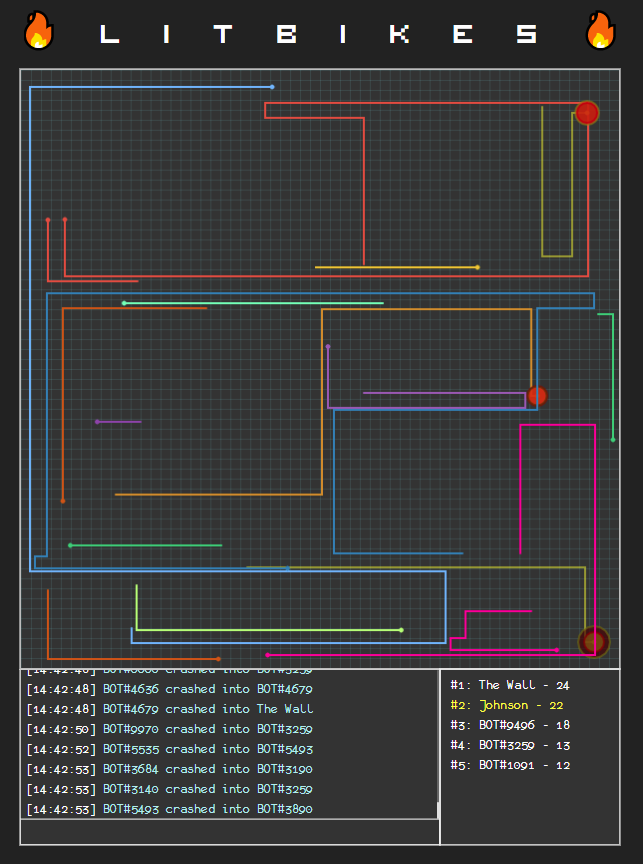 LITBIKES
[14:42:48] BOT#4636 crashed into BOT#4679
[14:42:48] BOT#4679 crashed into The Wall
[14:42:50] BOT#9970 crashed into BOT#3259
[14:42:52] BOT#5535 crashed into BOT#5493
[14:42:53] BOT#3684 crashed into BOT#3190
[14:42:53] BOT#3140 crashed into BOT#3259
[14:42:53] BOT#5493 crashed into BOT#3890
#1: The Wall - 24
#2: Johnson - 22
#3: BOT#9496 - 18
#4: BOT#3259 - 13
#5: BOT#1091 - 12